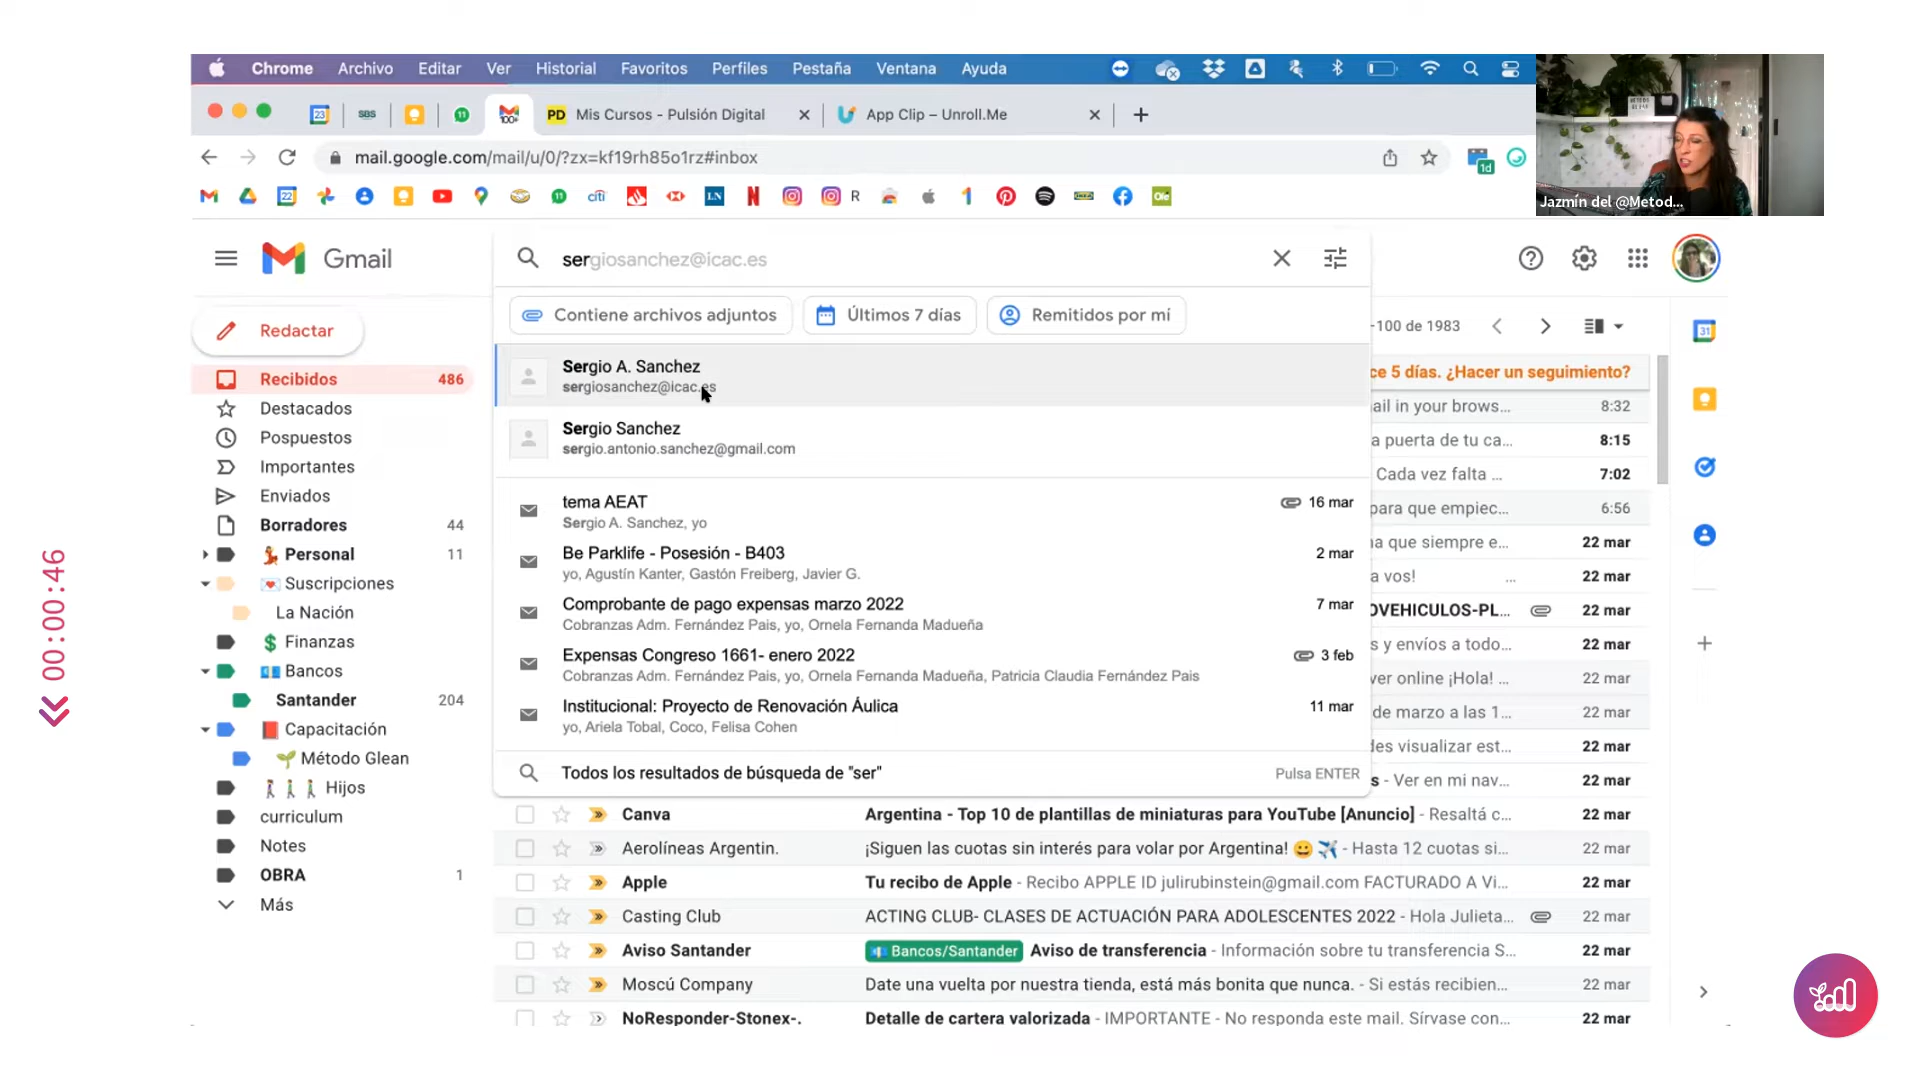 Chrome Archivo Editar Ver Historial Favoritos Perfiles Pestaña Ventana Ayuda
23 SBS 11 100+ PD Mis Cursos - Pulsión Digital App Clip – Unroll.Me
mail.google.com/mail/u/0/?zx=kf19rh85o1rz#inbox
1d
22 11 citi LN N R 1 Olé
Jazmín del @Metod...
Gmail
sergiosanchez@icac.es
Contiene archivos adjuntos Últimos 7 días Remitidos por mí
Redactar
-100 de 1983
31
Recibidos 486
Destacados
Pospuestos
Importantes
Enviados
Borradores 44
Personal 11
Suscripciones
La Nación
Finanzas
Bancos
Santander 204
Capacitación
Método Glean
Hijos
curriculum
Notes
OBRA 1
Más
Sergio A. Sanchez
sergiosanchez@icac.es
Sergio Sanchez
sergio.antonio.sanchez@gmail.com
tema AEAT 16 mar
Sergio A. Sanchez, yo
Be Parklife - Posesión - B403 2 mar
yo, Agustín Kanter, Gastón Freiberg, Javier G.
Comprobante de pago expensas marzo 2022 7 mar
Cobranzas Adm. Fernández Pais, yo, Ornela Fernanda Madueña
Expensas Congreso 1661- enero 2022 3 feb
Cobranzas Adm. Fernández Pais, yo, Ornela Fernanda Madueña, Patricia Claudia Fernández Pais
Institucional: Proyecto de Renovación Áulica 11 mar
yo, Ariela Tobal, Coco, Felisa Cohen
Todos los resultados de búsqueda de "ser" Pulsa ENTER
ce 5 días. ¿Hacer un seguimiento?
ail in your brows... 8:32
a puerta de tu ca... 8:15
Cada vez falta ... 7:02
para que empiec... 6:56
na que siempre e... 22 mar
a vos! ... 22 mar
OVEHICULOS-PL... 22 mar
s y envíos a todo... 22 mar
ver online ¡Hola! ... 22 mar
de marzo a las 1... 22 mar
des visualizar est... 22 mar
s - Ver en mi nav... 22 mar
Canva Argentina - Top 10 de plantillas de miniaturas para YouTube [Anuncio] - Resaltá c... 22 mar
Aerolíneas Argentin. ¡Siguen las cuotas sin interés para volar por Argentina! 😀 ✈️ - Hasta 12 cuotas si... 22 mar
Apple Tu recibo de Apple - Recibo APPLE ID julirubinstein@gmail.com FACTURADO A Vi... 22 mar
Casting Club ACTING CLUB- CLASES DE ACTUACIÓN PARA ADOLESCENTES 2022 - Hola Julieta... 22 mar
Aviso Santander Bancos/Santander Aviso de transferencia - Información sobre tu transferencia S... 22 mar
Moscú Company Date una vuelta por nuestra tienda, está más bonita que nunca. - Si estás recibien... 22 mar
NoResponder-Stonex-. Detalle de cartera valorizada - IMPORTANTE - No responda este mail. Sírvase con... 22 mar
00:00:46